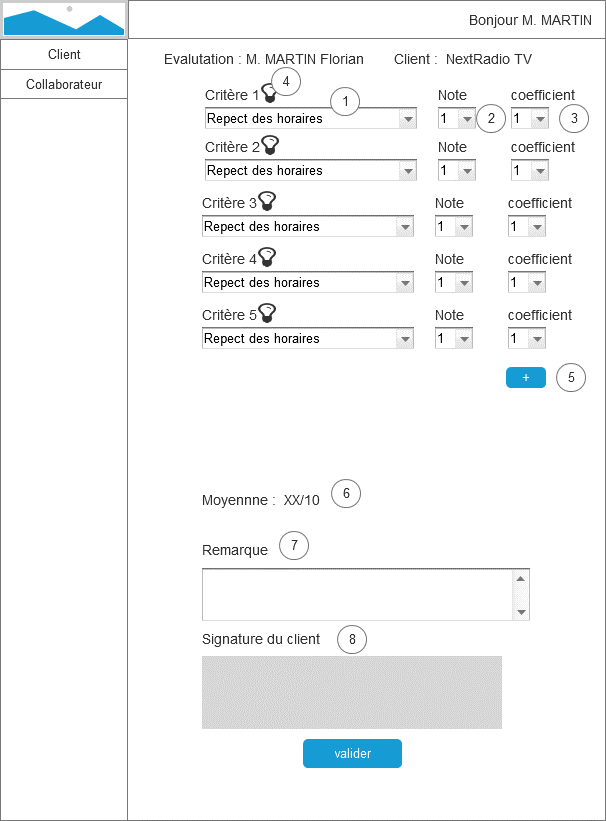 Bonjour M. MARTIN
Client
Collaborateur
Evalutation : M. MARTIN Florian Client : NextRadio TV
Critère 1 4 Note coefficient
Repect des horaires 1 1 2 1 3
Critère 2 Note coefficient
Repect des horaires 1 1
Critère 3 Note coefficient
Repect des horaires 1 1
Critère 4 Note coefficient
Repect des horaires 1 1
Critère 5 Note coefficient
Repect des horaires 1 1
+ 5
Moyennne : XX/10 6
Remarque 7
Signature du client 8
valider